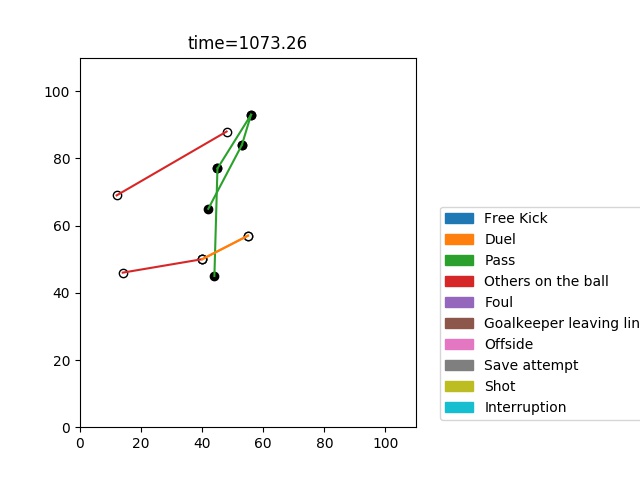 time=1073.26
100
80
60
40
20
0
0 20 40 60 80 100
Free Kick
Duel
Pass
Others on the ball
Foul
Goalkeeper leaving lin
Offside
Save attempt
Shot
Interruption